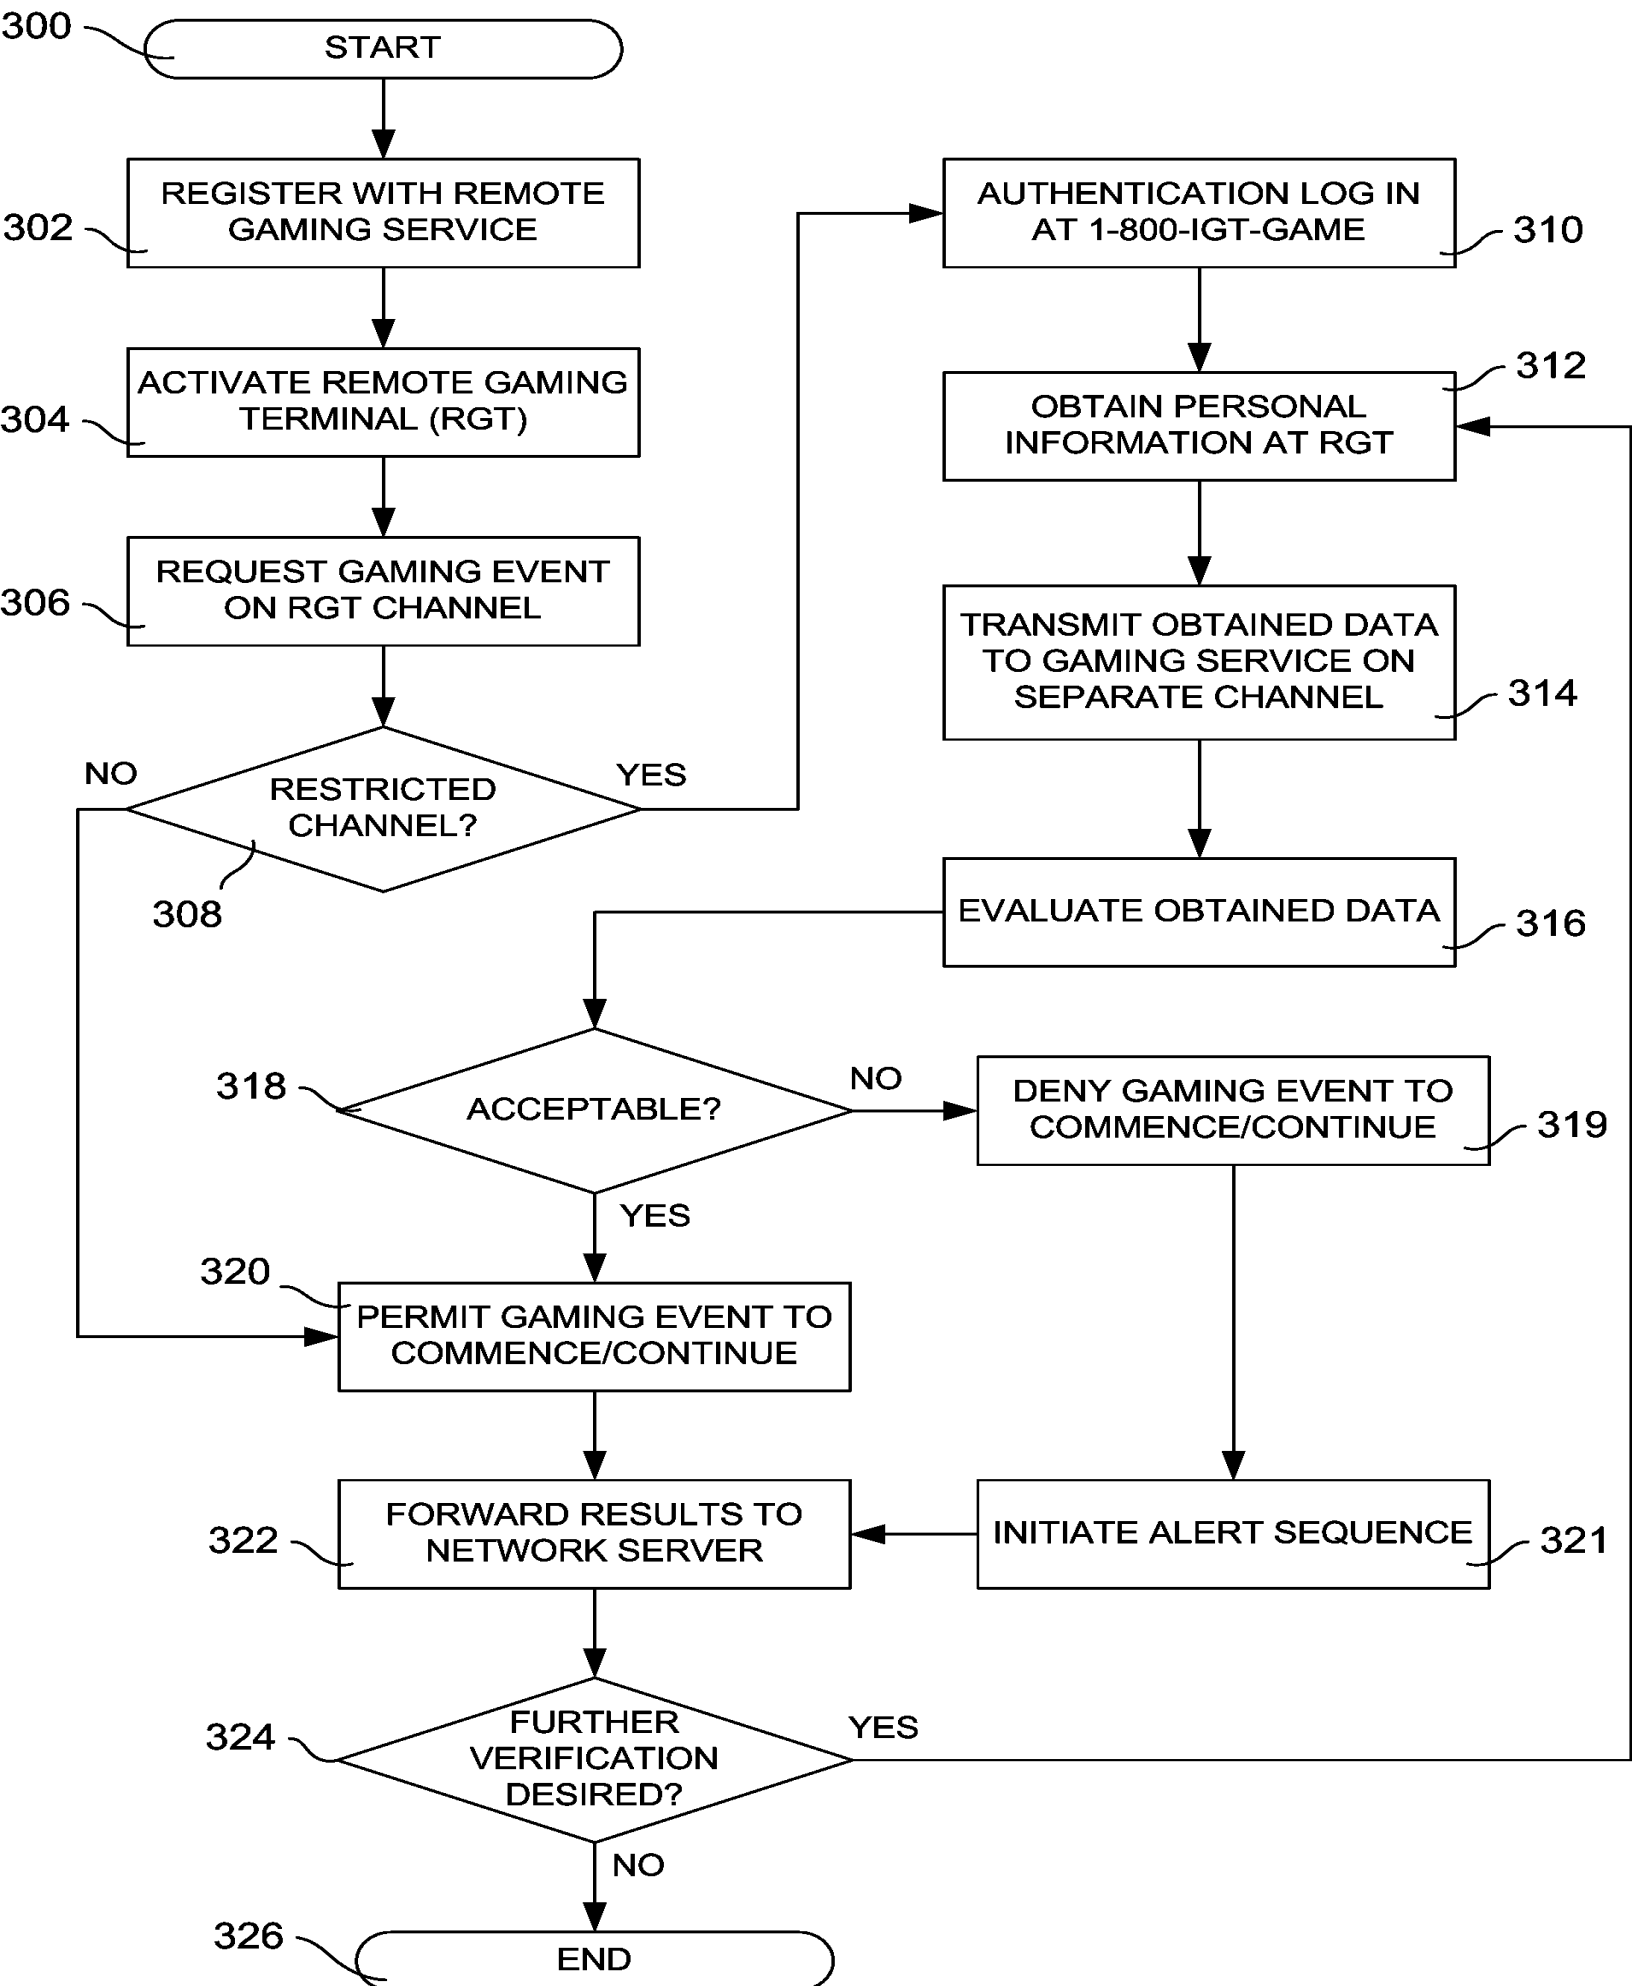 300
START
302
REGISTER WITH REMOTE
GAMING SERVICE
304
ACTIVATE REMOTE GAMING
TERMINAL (RGT)
306
REQUEST GAMING EVENT
ON RGT CHANNEL
NO
YES
RESTRICTED
CHANNEL?
308
AUTHENTICATION LOG IN
AT 1-800-IGT-GAME
310
312
OBTAIN PERSONAL
INFORMATION AT RGT
TRANSMIT OBTAINED DATA
TO GAMING SERVICE ON
SEPARATE CHANNEL
314
EVALUATE OBTAINED DATA
316
318
ACCEPTABLE?
NO
YES
DENY GAMING EVENT TO
COMMENCE/CONTINUE
319
320
PERMIT GAMING EVENT TO
COMMENCE/CONTINUE
322
FORWARD RESULTS TO
NETWORK SERVER
INITIATE ALERT SEQUENCE
321
324
FURTHER
VERIFICATION
DESIRED?
YES
NO
326
END